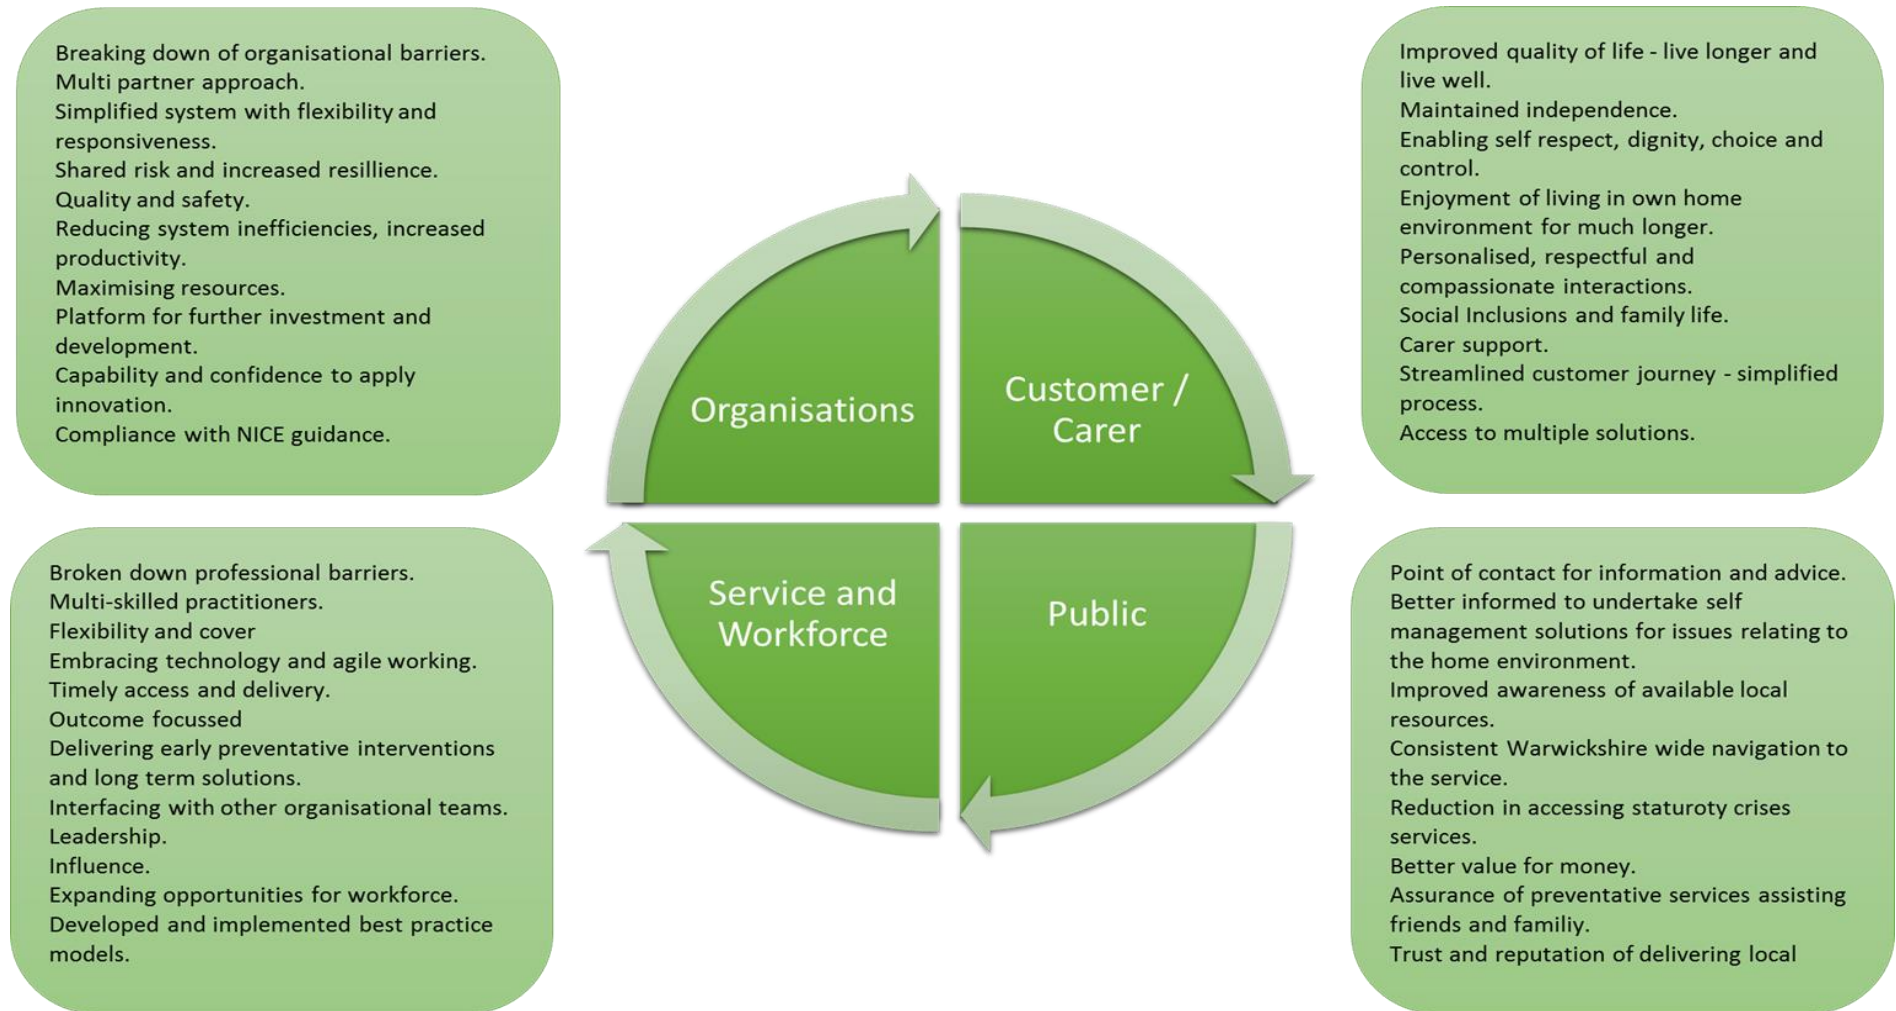 Breaking down of organisational barriers.
Multi partner approach.
Simplified system with flexibility and
responsiveness.
Shared risk and increased resillience.
Quality and safety.
Reducing system inefficiencies, increased
productivity.
Maximising resources.
Platform for further investment and
development.
Capability and confidence to apply
innovation.
Compliance with NICE guidance.
Improved quality of life - live longer and
live well.
Maintained independence.
Enabling self respect, dignity, choice and
control.
Enjoyment of living in own home
environment for much longer.
Personalised, respectful and
compassionate interactions.
Social Inclusions and family life.
Carer support.
Streamlined customer journey - simplified
process.
Access to multiple solutions.
Organisations
Customer /
Carer
Service and
Workforce
Public
Broken down professional barriers.
Multi-skilled practitioners.
Flexibility and cover
Embracing technology and agile working.
Timely access and delivery.
Outcome focussed
Delivering early preventative interventions
and long term solutions.
Interfacing with other organisational teams.
Leadership.
Influence.
Expanding opportunities for workforce.
Developed and implemented best practice
models.
Point of contact for information and advice.
Better informed to undertake self
management solutions for issues relating to
the home environment.
Improved awareness of available local
resources.
Consistent Warwickshire wide navigation to
the service.
Reduction in accessing staturoty crises
services.
Better value for money.
Assurance of preventative services assisting
friends and familiy.
Trust and reputation of delivering local